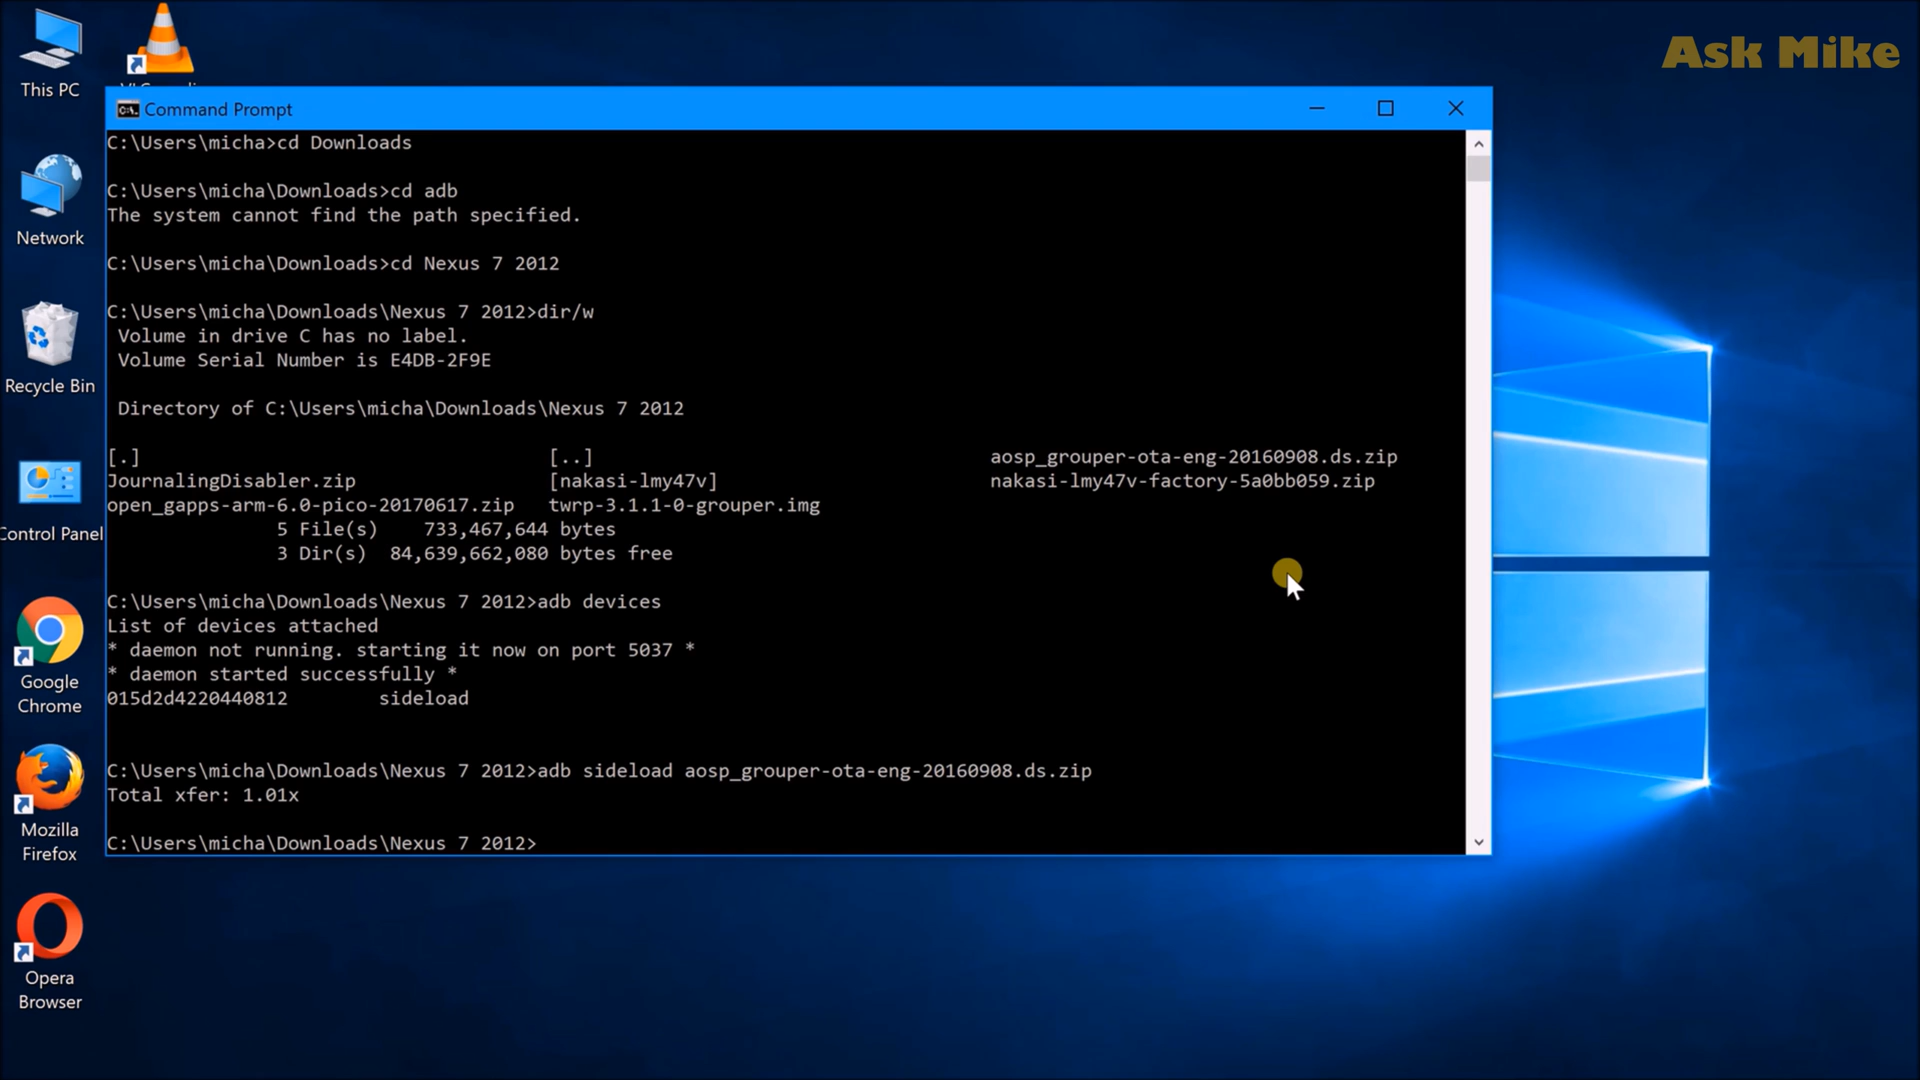 Ask Mike
This PC
Network
Recycle Bin
Control Panel
Google
Chrome
Mozilla
Firefox
Opera
Browser
Command Prompt
C:\Users\micha>cd Downloads
C:\Users\micha\Downloads>cd adb
The system cannot find the path specified.
C:\Users\micha\Downloads>cd Nexus 7 2012
C:\Users\micha\Downloads\Nexus 7 2012>dir/w
Volume in drive C has no label.
Volume Serial Number is E4DB-2F9E
Directory of C:\Users\micha\Downloads\Nexus 7 2012
[.] [..] aosp_grouper-ota-eng-20160908.ds.zip
JournalingDisabler.zip [nakasi-lmy47v] nakasi-lmy47v-factory-5a0bb059.zip
open_gapps-arm-6.0-pico-20170617.zip twrp-3.1.1-0-grouper.img
5 File(s) 733,467,644 bytes
3 Dir(s) 84,639,662,080 bytes free
C:\Users\micha\Downloads\Nexus 7 2012>adb devices
List of devices attached
* daemon not running. starting it now on port 5037 *
* daemon started successfully *
015d2d4220440812 sideload
C:\Users\micha\Downloads\Nexus 7 2012>adb sideload aosp_grouper-ota-eng-20160908.ds.zip
Total xfer: 1.01x
C:\Users\micha\Downloads\Nexus 7 2012>